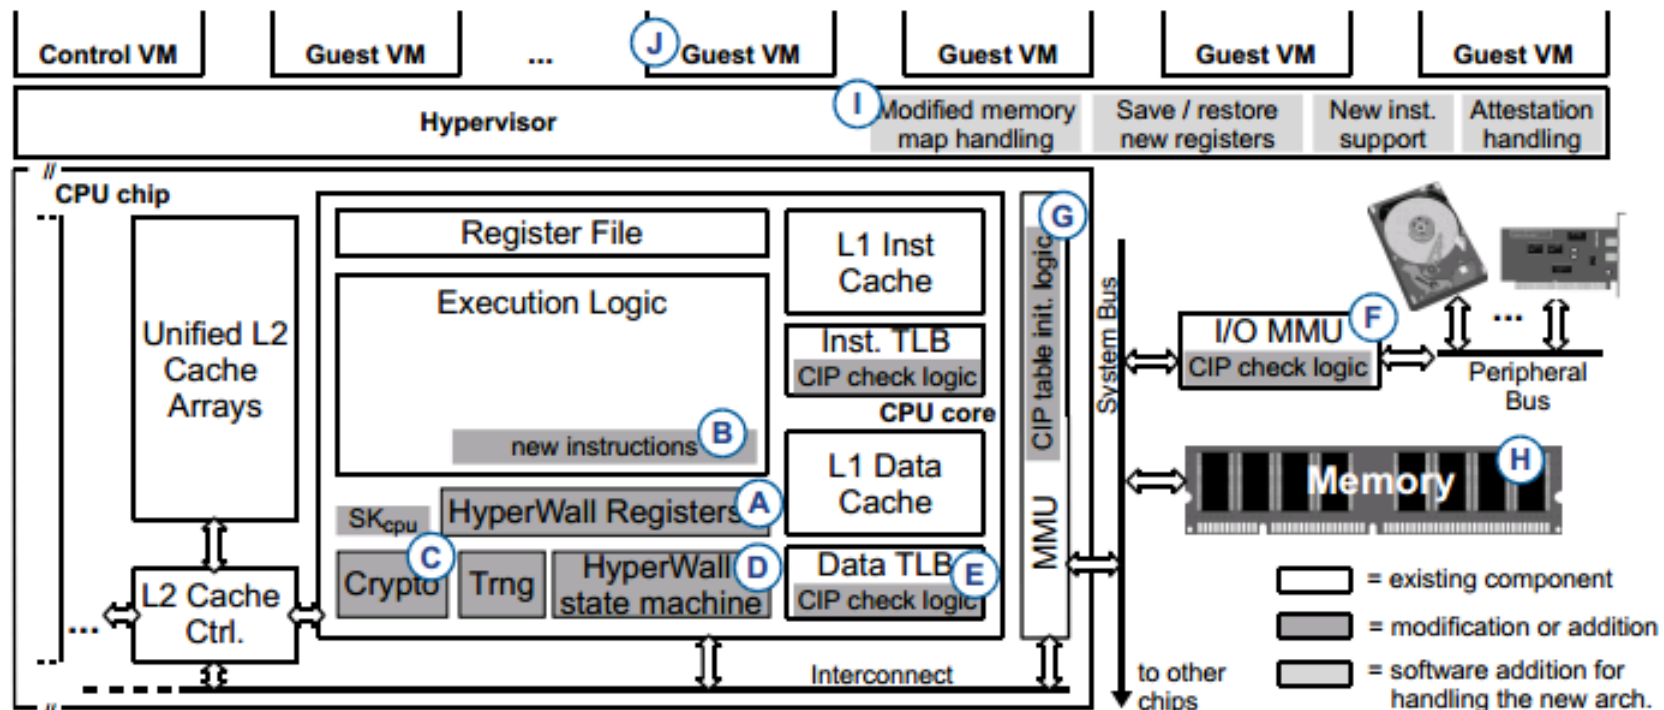 Control VM
Guest VM
...
J
Guest VM
Guest VM
Guest VM
Guest VM
Hypervisor
I
Modified memory
map handling
Save / restore
new registers
New inst.
support
Attestation
handling
//
CPU chip
Unified L2
Cache
Arrays
L2 Cache
Ctrl.
...
Register File
Execution Logic
new instructions
B
SKcpu
HyperWall Registers
A
Crypto
C
Trng
HyperWall
state machine
D
L1 Inst
Cache
Inst. TLB
CIP check logic
CPU core
L1 Data
Cache
Data TLB
CIP check logic
E
G
CIP table init. logic
MMU
Interconnect
//
System Bus
to other
chips
I/O MMU
CIP check logic
F
...
Peripheral
Bus
Memory
H
= existing component
= modification or addition
= software addition for
handling the new arch.